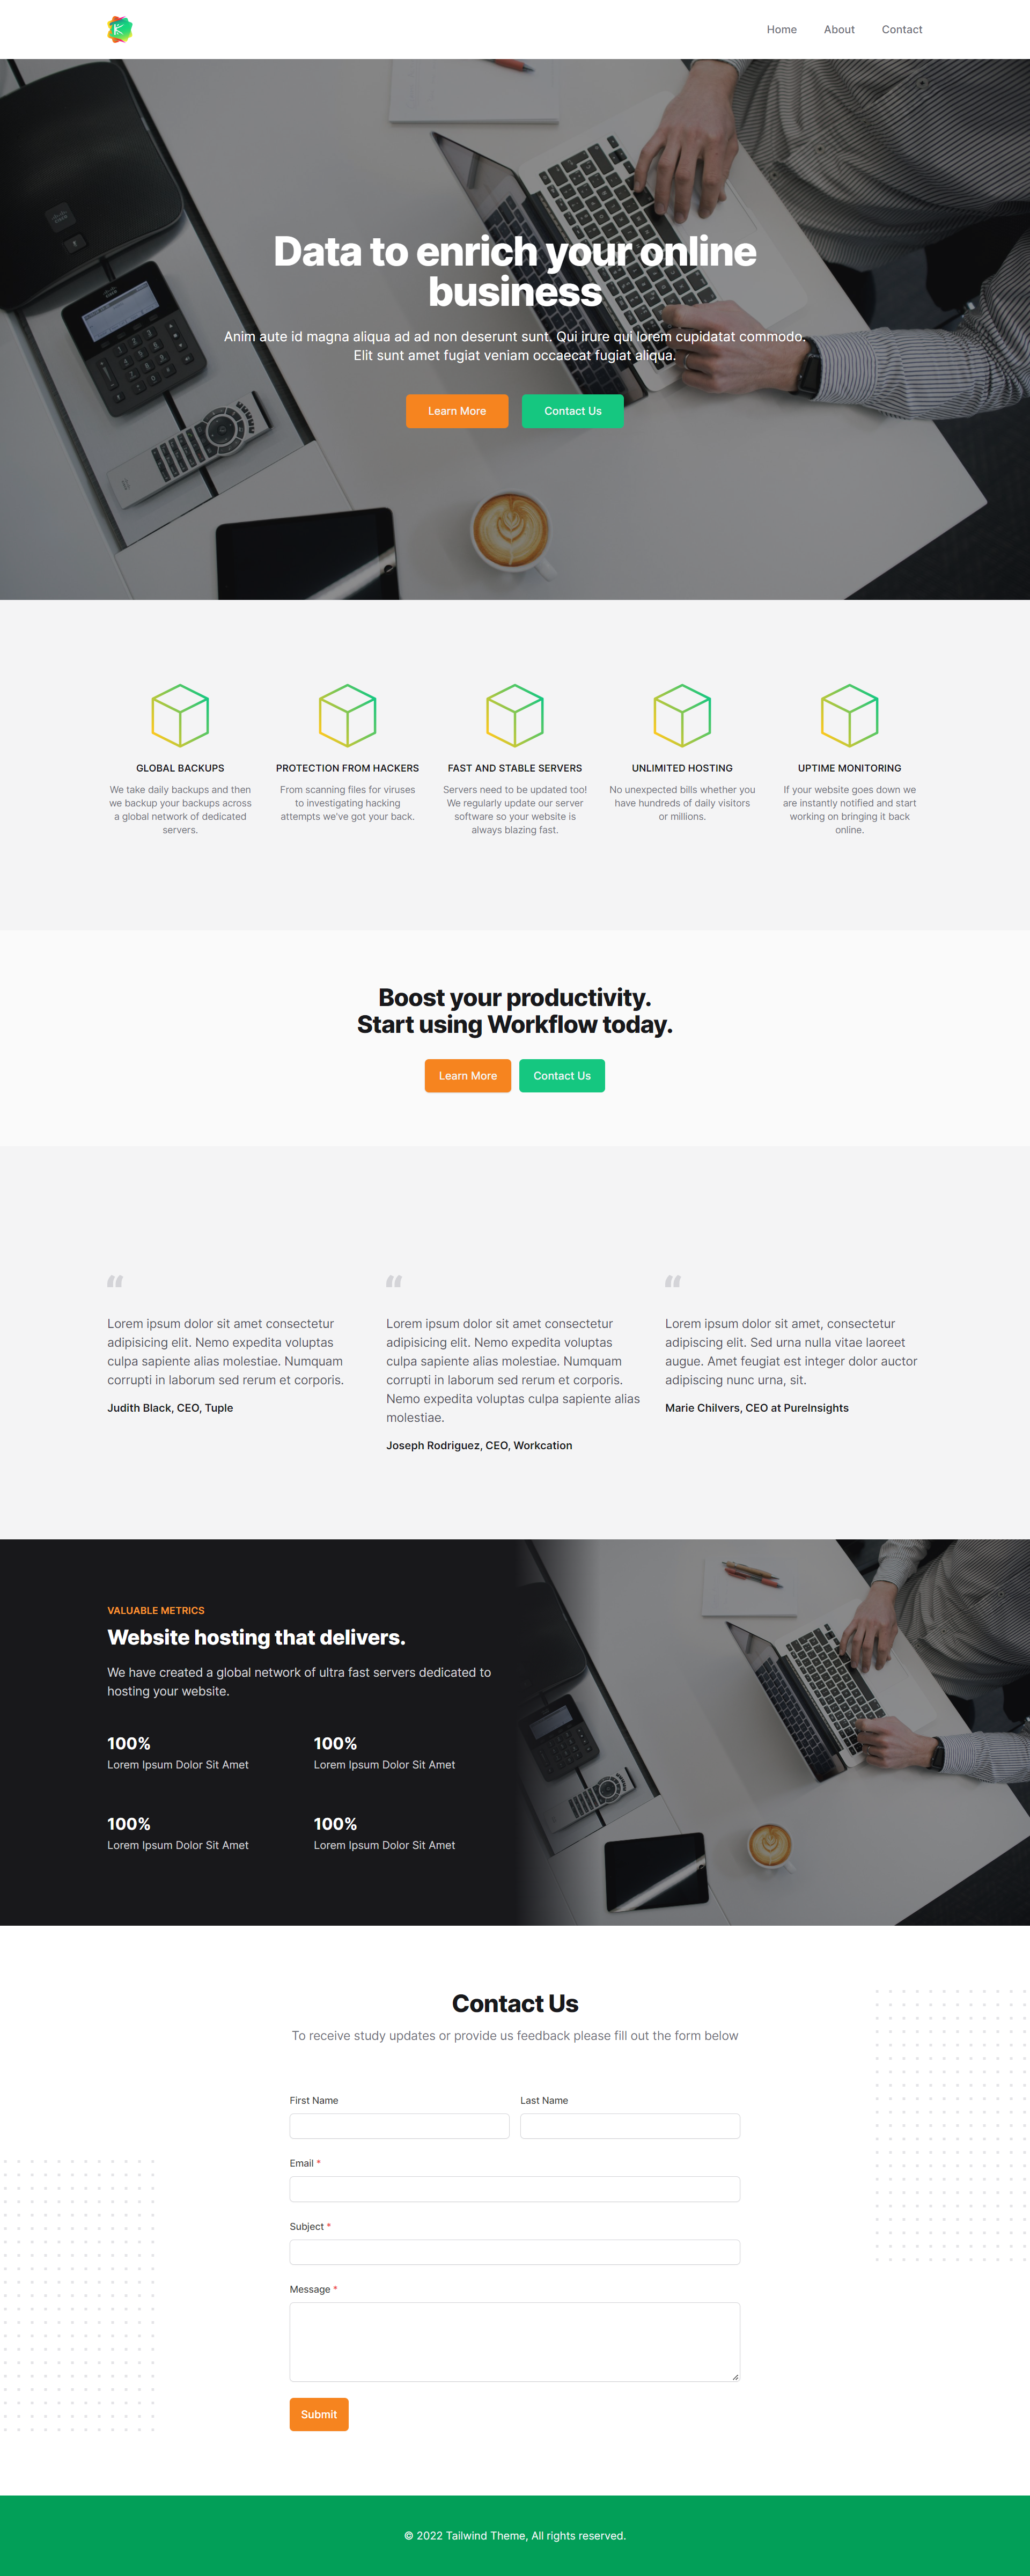 K
Home About Contact
Data to enrich your online
business
Anim aute id magna aliqua ad ad non deserunt sunt. Qui irure qui lorem cupidatat commodo.
Elit sunt amet fugiat veniam occaecat fugiat aliqua.
Learn More Contact Us
GLOBAL BACKUPS
We take daily backups and then
we backup your backups across
a global network of dedicated
servers.
PROTECTION FROM HACKERS
From scanning files for viruses
to investigating hacking
attempts we've got your back.
FAST AND STABLE SERVERS
Servers need to be updated too!
We regularly update our server
software so your website is
always blazing fast.
UNLIMITED HOSTING
No unexpected bills whether you
have hundreds of daily visitors
or millions.
UPTIME MONITORING
If your website goes down we
are instantly notified and start
working on bringing it back
online.
Boost your productivity.
Start using Workflow today.
Learn More Contact Us
“
Lorem ipsum dolor sit amet consectetur
adipisicing elit. Nemo expedita voluptas
culpa sapiente alias molestiae. Numquam
corrupti in laborum sed rerum et corporis.
Judith Black, CEO, Tuple
“
Lorem ipsum dolor sit amet consectetur
adipisicing elit. Nemo expedita voluptas
culpa sapiente alias molestiae. Numquam
corrupti in laborum sed rerum et corporis.
Nemo expedita voluptas culpa sapiente alias
molestiae.
Joseph Rodriguez, CEO, Workcation
“
Lorem ipsum dolor sit amet, consectetur
adipiscing elit. Sed urna nulla vitae laoreet
augue. Amet feugiat est integer dolor auctor
adipiscing nunc urna, sit.
Marie Chilvers, CEO at PureInsights
VALUABLE METRICS
Website hosting that delivers.
We have created a global network of ultra fast servers dedicated to
hosting your website.
100%
Lorem Ipsum Dolor Sit Amet
100%
Lorem Ipsum Dolor Sit Amet
100%
Lorem Ipsum Dolor Sit Amet
100%
Lorem Ipsum Dolor Sit Amet
Contact Us
To receive study updates or provide us feedback please fill out the form below
First Name Last Name
Email *
Subject *
Message *
Submit
© 2022 Tailwind Theme, All rights reserved.